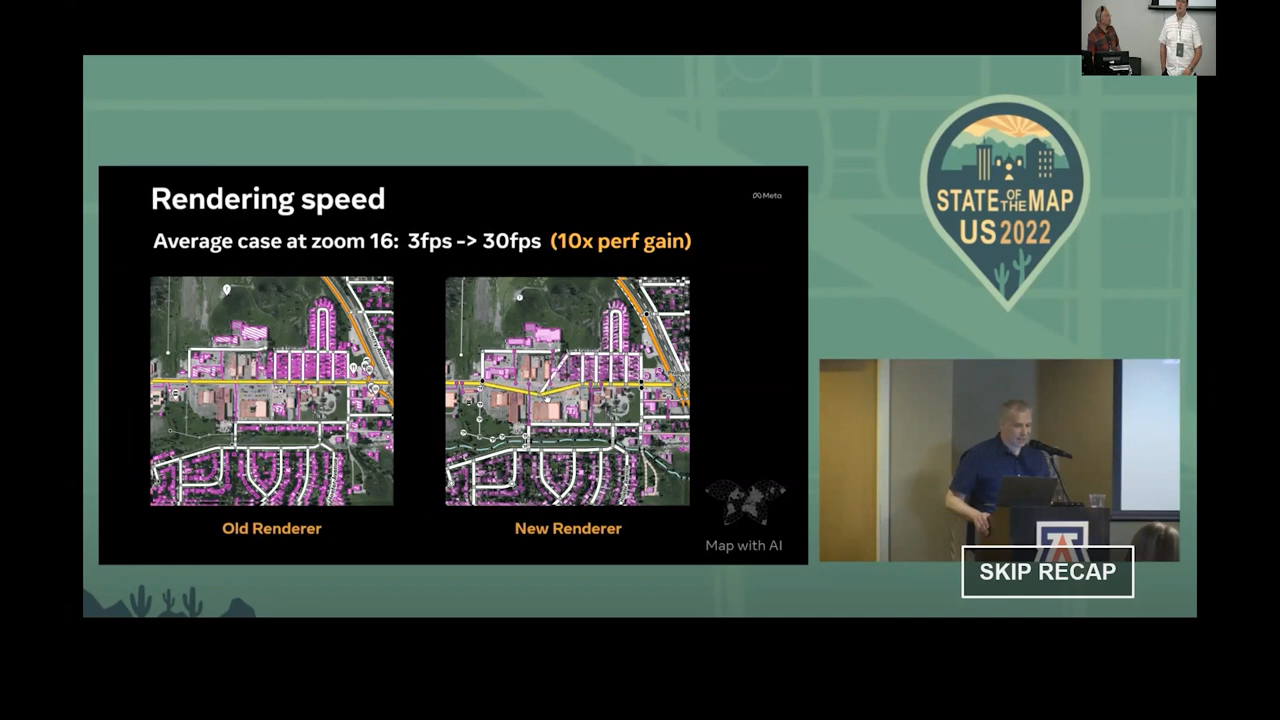 Rendering speed
Meta
Average case at zoom 16: 3fps -> 30fps (10x perf gain)
Old Renderer
New Renderer
Map with AI
STATE OF THE MAP
US 2022
A
SKIP RECAP